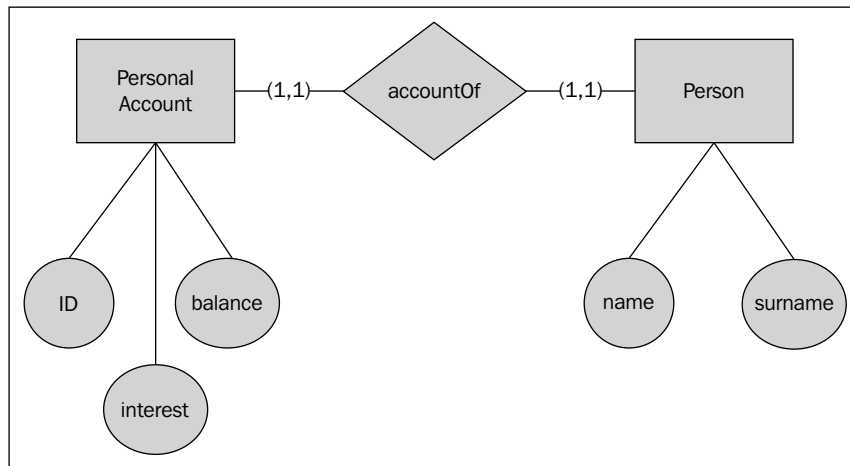 Personal
Account
(1,1)
accountOf
(1,1)
Person
ID
balance
interest
name
surname